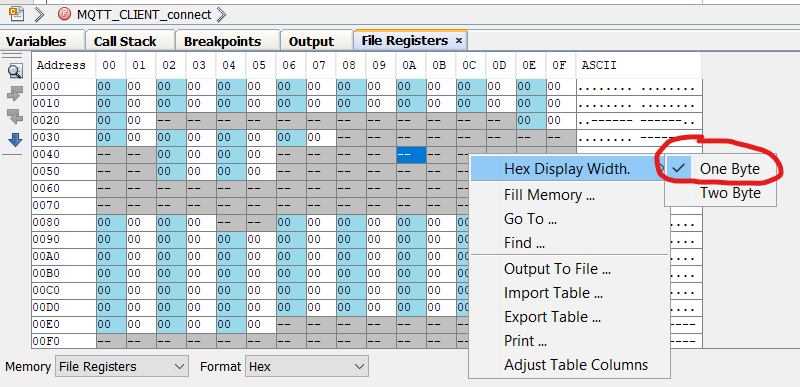 MQTT_CLIENT_connect
Variables Call Stack Breakpoints Output File Registers
Address 00 01 02 03 04 05 06 07 08 09 0A 0B 0C 0D 0E 0F ASCII
0000 00 00 00 00 00 00 00 00 00 00 00 00 00 00 00 00 ........ ........
0010 00 00 00 00 00 00 00 00 00 00 00 00 00 00 00 00 ........ ........
0020 00 00 -- -- -- -- -- -- -- -- -- -- -- -- 00 00 ..------ ------..
0030 00 00 00 00 00 00 00 00 -- -- -- -- -- -- -- -- ........
0040 -- -- 00 00 00 00 -- -- -- -- -- --
0050 -- -- 00 00 00 00 -- -- -- -- -- --
0060 -- -- -- -- -- -- -- -- -- -- -- --
0070 -- -- -- -- -- -- -- -- -- -- -- --
0080 00 00 00 00 -- -- 00 00 00 00 00 00
0090 00 00 00 00 00 00 00 00 00 00 00 00
00A0 00 00 00 00 00 00 00 00 00 00 00 00
00B0 00 00 00 00 00 00 00 00 00 00 00 00
00C0 00 00 00 00 00 00 00 00 00 00 00 00
00D0 00 00 00 00 00 00 00 00 00 00 00 00
00E0 00 00 00 00 00 00 -- -- -- -- -- --
00F0 -- -- -- -- -- -- -- -- -- -- -- --
Hex Display Width.
Fill Memory ...
Go To ...
Find ...
Output To File ...
Import Table ...
Export Table ...
Print ...
Adjust Table Columns
One Byte
Two Byte
Memory File Registers Format Hex